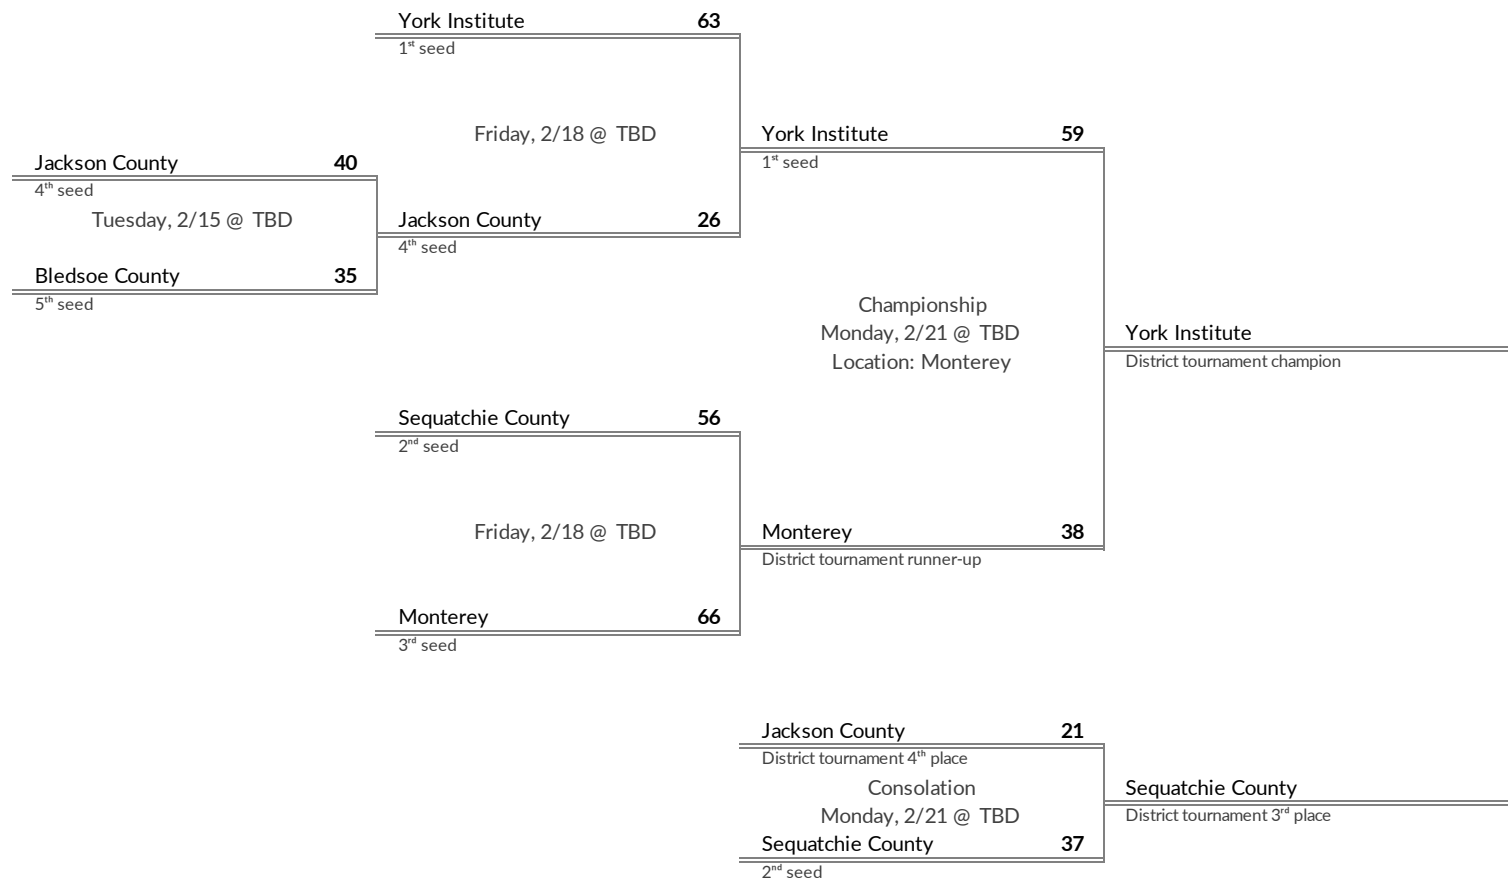 York Institute 63
1st seed
Friday, 2/18 @ TBD
York Institute 59
1st seed
Jackson County 40
4th seed
Tuesday, 2/15 @ TBD
Jackson County 26
4th seed
Bledsoe County 35
5th seed
Championship
Monday, 2/21 @ TBD
Location: Monterey
York Institute
District tournament champion
Sequatchie County 56
2nd seed
Friday, 2/18 @ TBD
Monterey 38
District tournament runner-up
Monterey 66
3rd seed
Jackson County 21
District tournament 4th place
Consolation
Monday, 2/21 @ TBD
Sequatchie County
District tournament 3rd place
Sequatchie County 37
2nd seed